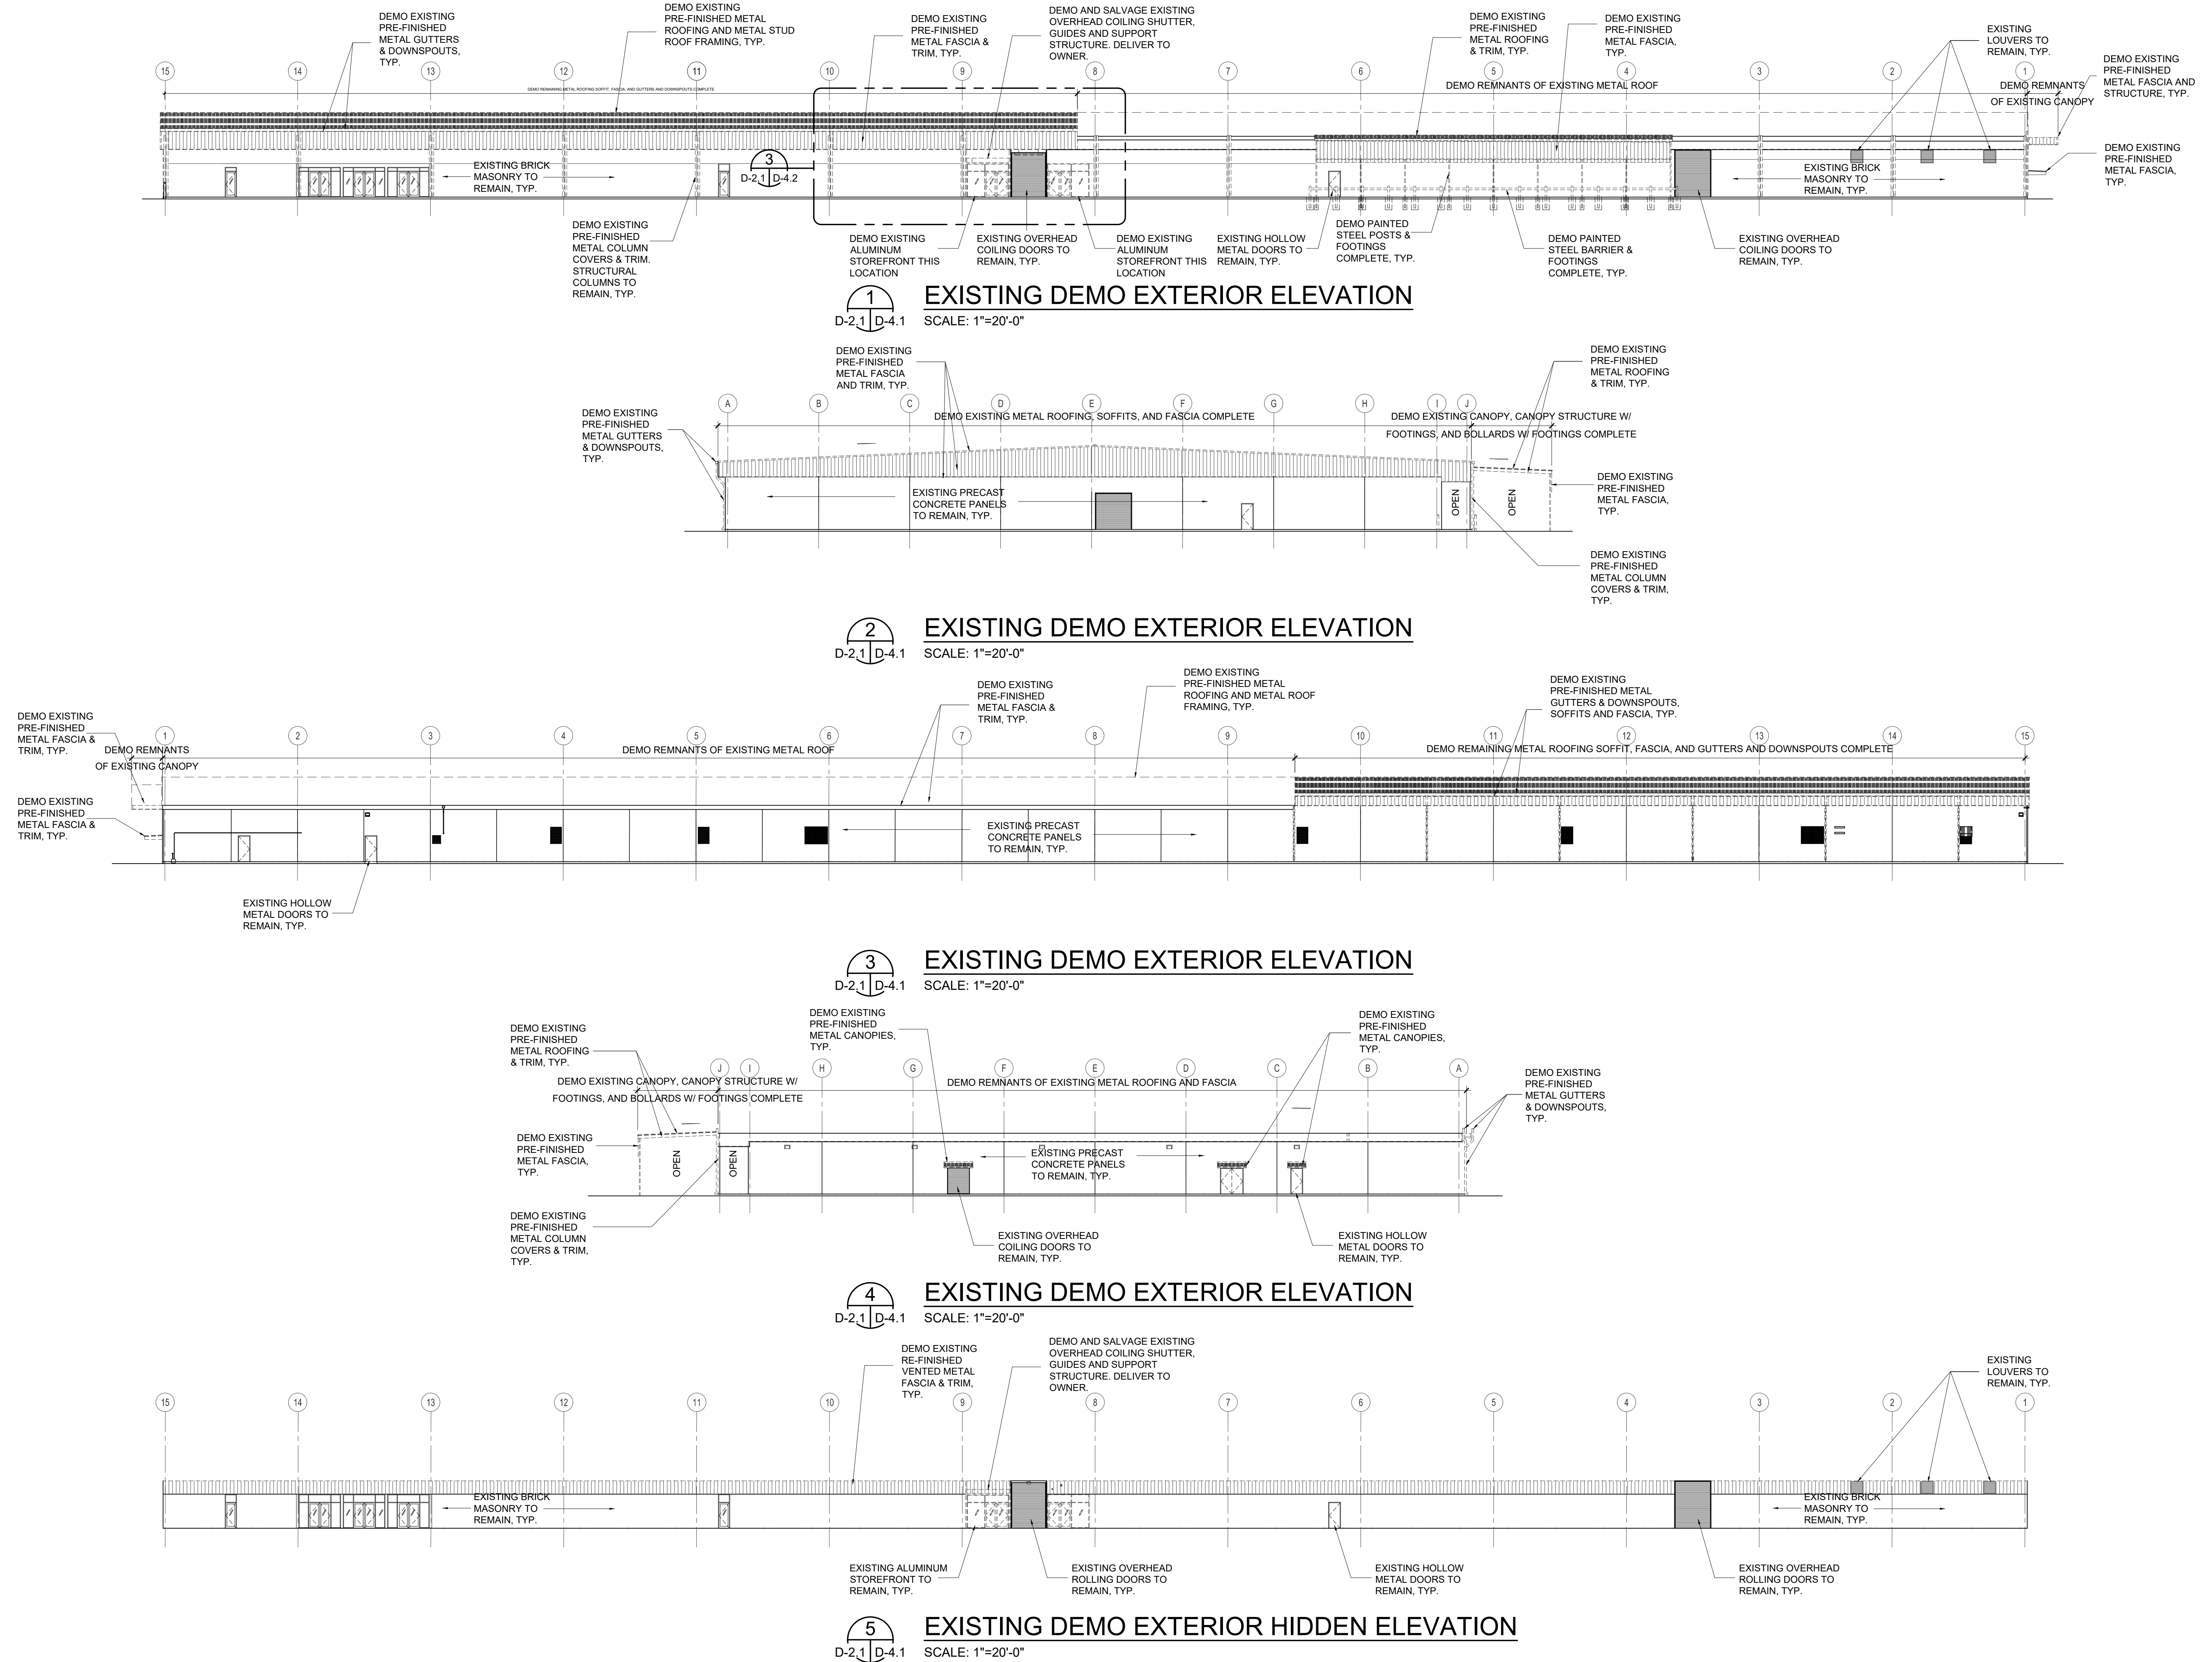 DEMO EXISTING
PRE-FINISHED
METAL GUTTERS
& DOWNSPOUTS,
TYP.
DEMO EXISTING
PRE-FINISHED METAL
ROOFING AND METAL STUD
ROOF FRAMING, TYP.
DEMO EXISTING
PRE-FINISHED
METAL FASCIA &
TRIM, TYP.
DEMO AND SALVAGE EXISTING
OVERHEAD COILING SHUTTER,
GUIDES AND SUPPORT
STRUCTURE. DELIVER TO
OWNER.
DEMO EXISTING
PRE-FINISHED
METAL ROOFING
& TRIM, TYP.
DEMO EXISTING
PRE-FINISHED
METAL FASCIA,
TYP.
EXISTING
LOUVERS TO
REMAIN, TYP.
DEMO EXISTING
PRE-FINISHED
METAL FASCIA AND
STRUCTURE, TYP.
15 14 13 12 11 10 9 8 7 6 5 4 3 2 1
DEMO REMAINING METAL ROOFING SOFFIT, FASCIA, AND GUTTERS AND DOWNSPOUTS COMPLETE
DEMO REMNANTS OF EXISTING METAL ROOF
DEMO REMNANTS
OF EXISTING CANOPY
DEMO EXISTING
PRE-FINISHED
METAL FASCIA,
TYP.
EXISTING BRICK
MASONRY TO
REMAIN, TYP.
3
D-2.1 D-4.2
EXISTING BRICK
MASONRY TO
REMAIN, TYP.
DEMO EXISTING
PRE-FINISHED
METAL COLUMN
COVERS & TRIM.
STRUCTURAL
COLUMNS TO
REMAIN, TYP.
DEMO EXISTING
ALUMINUM
STOREFRONT THIS
LOCATION
EXISTING OVERHEAD
COILING DOORS TO
REMAIN, TYP.
DEMO EXISTING
ALUMINUM
STOREFRONT THIS
LOCATION
EXISTING HOLLOW
METAL DOORS TO
REMAIN, TYP.
DEMO PAINTED
STEEL POSTS &
FOOTINGS
COMPLETE, TYP.
DEMO PAINTED
STEEL BARRIER &
FOOTINGS
COMPLETE, TYP.
EXISTING OVERHEAD
COILING DOORS TO
REMAIN, TYP.
1
D-2.1 D-4.1
EXISTING DEMO EXTERIOR ELEVATION
SCALE: 1"=20'-0"
DEMO EXISTING
PRE-FINISHED
METAL FASCIA
AND TRIM, TYP.
DEMO EXISTING
PRE-FINISHED
METAL ROOFING
& TRIM, TYP.
A B C D E F G H I J
DEMO EXISTING
PRE-FINISHED
METAL GUTTERS
& DOWNSPOUTS,
TYP.
DEMO EXISTING METAL ROOFING, SOFFITS, AND FASCIA COMPLETE
DEMO EXISTING CANOPY, CANOPY STRUCTURE W/
FOOTINGS, AND BOLLARDS W/ FOOTINGS COMPLETE
EXISTING PRECAST
CONCRETE PANELS
TO REMAIN, TYP.
OPEN
OPEN
DEMO EXISTING
PRE-FINISHED
METAL FASCIA,
TYP.
DEMO EXISTING
PRE-FINISHED
METAL COLUMN
COVERS & TRIM,
TYP.
2
D-2.1 D-4.1
EXISTING DEMO EXTERIOR ELEVATION
SCALE: 1"=20'-0"
DEMO EXISTING
PRE-FINISHED
METAL FASCIA &
TRIM, TYP.
DEMO EXISTING
PRE-FINISHED
METAL FASCIA &
TRIM, TYP.
DEMO EXISTING
PRE-FINISHED METAL
ROOFING AND METAL ROOF
FRAMING, TYP.
DEMO EXISTING
PRE-FINISHED METAL
GUTTERS & DOWNSPOUTS,
SOFFITS AND FASCIA, TYP.
1 2 3 4 5 6 7 8 9 10 11 12 13 14 15
DEMO REMNANTS
OF EXISTING CANOPY
DEMO REMNANTS OF EXISTING METAL ROOF
DEMO REMAINING METAL ROOFING SOFFIT, FASCIA, AND GUTTERS AND DOWNSPOUTS COMPLETE
DEMO EXISTING
PRE-FINISHED
METAL FASCIA &
TRIM, TYP.
EXISTING PRECAST
CONCRETE PANELS
TO REMAIN, TYP.
EXISTING HOLLOW
METAL DOORS TO
REMAIN, TYP.
3
D-2.1 D-4.1
EXISTING DEMO EXTERIOR ELEVATION
SCALE: 1"=20'-0"
DEMO EXISTING
PRE-FINISHED
METAL ROOFING
& TRIM, TYP.
DEMO EXISTING
PRE-FINISHED
METAL CANOPIES,
TYP.
DEMO EXISTING
PRE-FINISHED
METAL CANOPIES,
TYP.
J I H G F E D C B A
DEMO EXISTING CANOPY, CANOPY STRUCTURE W/
FOOTINGS, AND BOLLARDS W/ FOOTINGS COMPLETE
DEMO REMNANTS OF EXISTING METAL ROOFING AND FASCIA
DEMO EXISTING
PRE-FINISHED
METAL GUTTERS
& DOWNSPOUTS,
TYP.
DEMO EXISTING
PRE-FINISHED
METAL FASCIA,
TYP.
OPEN
OPEN
EXISTING PRECAST
CONCRETE PANELS
TO REMAIN, TYP.
DEMO EXISTING
PRE-FINISHED
METAL COLUMN
COVERS & TRIM,
TYP.
EXISTING OVERHEAD
COILING DOORS TO
REMAIN, TYP.
EXISTING HOLLOW
METAL DOORS TO
REMAIN, TYP.
4
D-2.1 D-4.1
EXISTING DEMO EXTERIOR ELEVATION
SCALE: 1"=20'-0"
DEMO EXISTING
RE-FINISHED
VENTED METAL
FASCIA & TRIM,
TYP.
DEMO AND SALVAGE EXISTING
OVERHEAD COILING SHUTTER,
GUIDES AND SUPPORT
STRUCTURE. DELIVER TO
OWNER.
EXISTING
LOUVERS TO
REMAIN, TYP.
15 14 13 12 11 10 9 8 7 6 5 4 3 2 1
EXISTING BRICK
MASONRY TO
REMAIN, TYP.
EXISTING BRICK
MASONRY TO
REMAIN, TYP.
EXISTING ALUMINUM
STOREFRONT TO
REMAIN, TYP.
EXISTING OVERHEAD
ROLLING DOORS TO
REMAIN, TYP.
EXISTING HOLLOW
METAL DOORS TO
REMAIN, TYP.
EXISTING OVERHEAD
ROLLING DOORS TO
REMAIN, TYP.
5
D-2.1 D-4.1
EXISTING DEMO EXTERIOR HIDDEN ELEVATION
SCALE: 1"=20'-0"